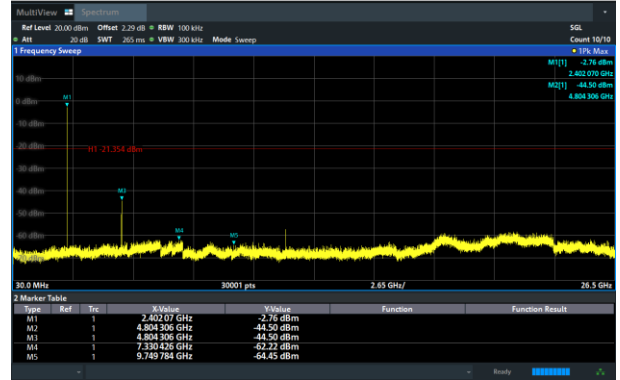 MultiView Spectrum
Ref Level 20.00 dBm Offset 2.29 dB RBW 100 kHz SGL
Att 20 dB SWT 265 ms VBW 300 kHz Mode Sweep Count 10/10
1 Frequency Sweep 1Pk Max
M1[1] -2.76 dBm
2.402 070 GHz
M2[1] -44.50 dBm
4.804 306 GHz
10 dBm
0 dBm
M1
-10 dBm
-20 dBm
H1 -21.354 dBm
-30 dBm
-40 dBm
M3
-50 dBm
-60 dBm
M4
M5
30.0 MHz 30001 pts 2.65 GHz/ 26.5 GHz
2 Marker Table
Type Ref Trc X-Value Y-Value Function Function Result
M1 1 2.402 07 GHz -2.76 dBm
M2 1 4.804 306 GHz -44.50 dBm
M3 1 4.804 306 GHz -44.50 dBm
M4 1 7.330 426 GHz -62.22 dBm
M5 1 9.749 784 GHz -64.45 dBm
Ready